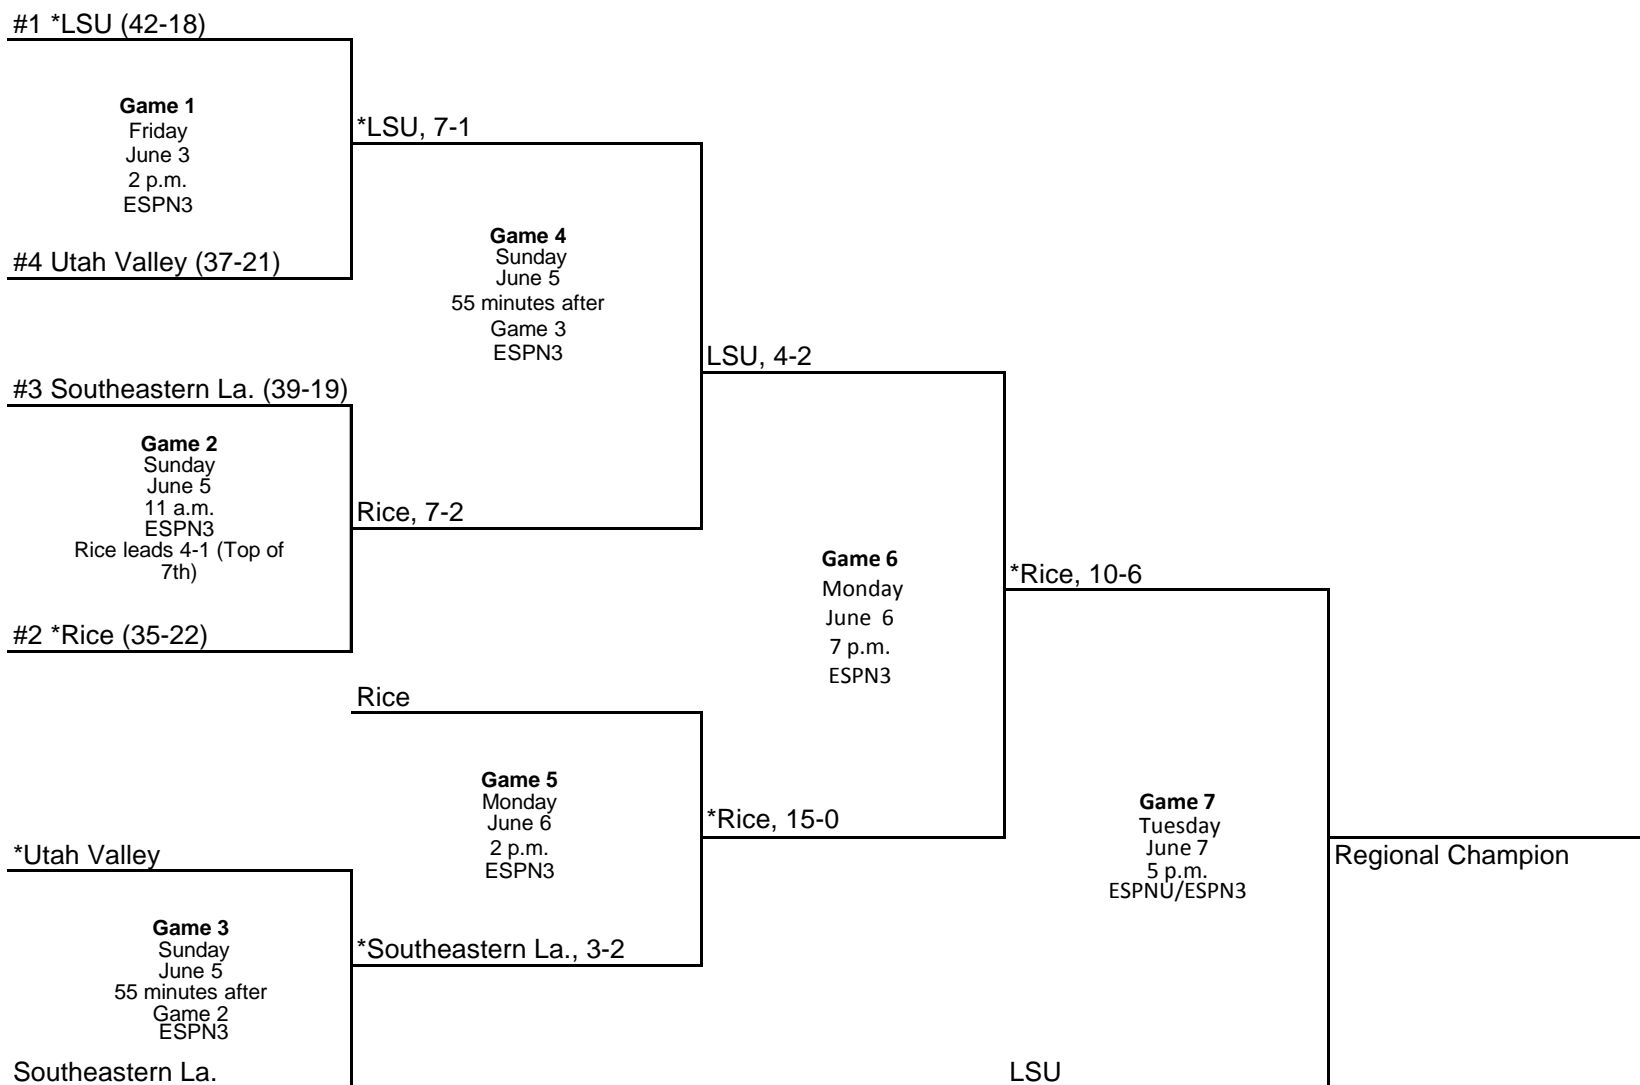 #1 *LSU (42-18)
Game 1
Friday
June 3
2 p.m.
ESPN3
#4 Utah Valley (37-21)
*LSU, 7-1
Game 4
Sunday
June 5
55 minutes after
Game 3
ESPN3
#3 Southeastern La. (39-19)
Game 2
Sunday
June 5
11 a.m.
ESPN3
Rice leads 4-1 (Top of
7th)
#2 *Rice (35-22)
Rice, 7-2
LSU, 4-2
Game 6
Monday
June 6
7 p.m.
ESPN3
*Rice, 10-6
Rice
Game 5
Monday
June 6
2 p.m.
ESPN3
*Rice, 15-0
*Utah Valley
Game 3
Sunday
June 5
55 minutes after
Game 2
ESPN3
Southeastern La.
*Southeastern La., 3-2
Game 7
Tuesday
June 7
5 p.m.
ESPNU/ESPN3
LSU
Regional Champion